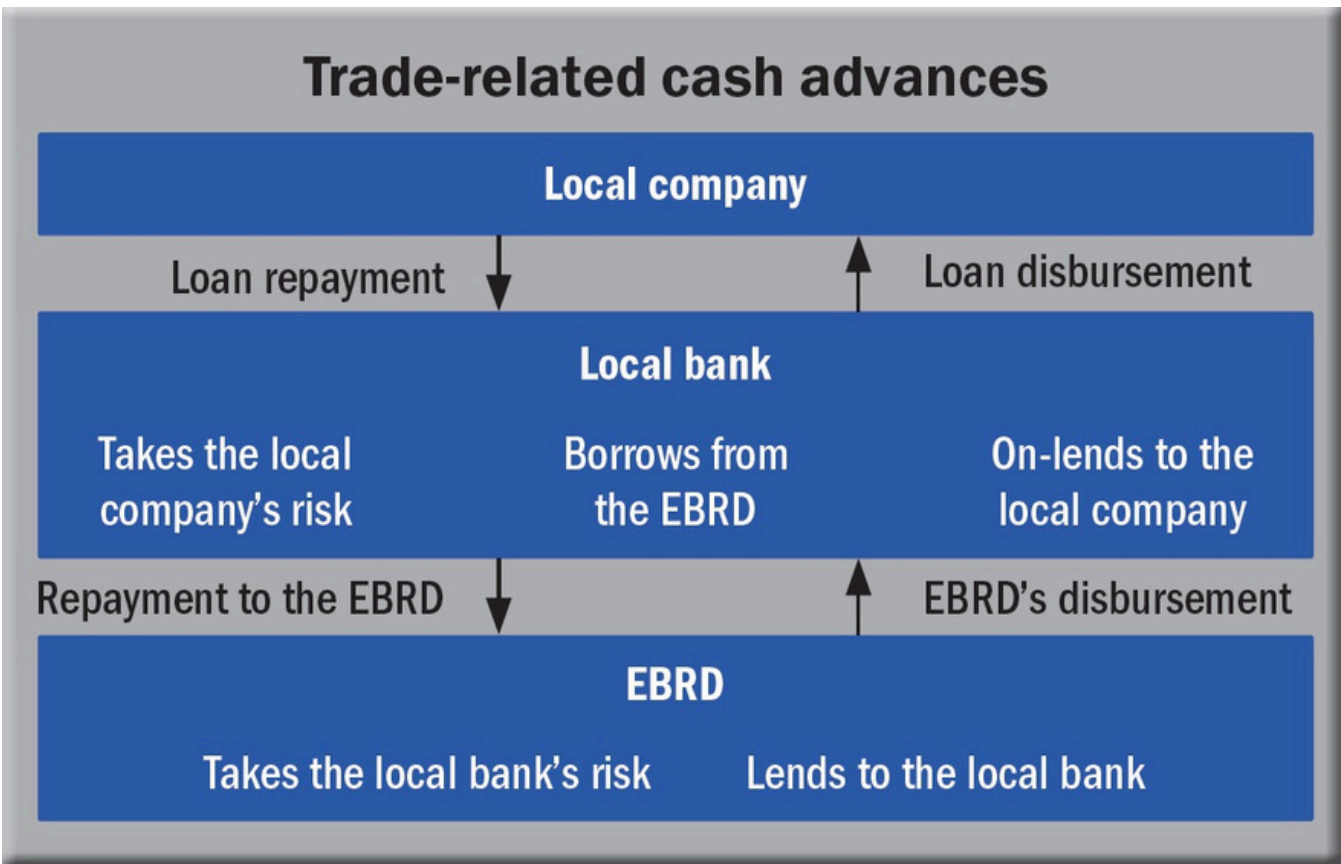 Trade-related cash advances
Local company
Loan repayment
Loan disbursement
Local bank
Takes the local
company’s risk
Borrows from
the EBRD
On-lends to the
local company
Repayment to the EBRD
EBRD’s disbursement
EBRD
Takes the local bank’s risk
Lends to the local bank